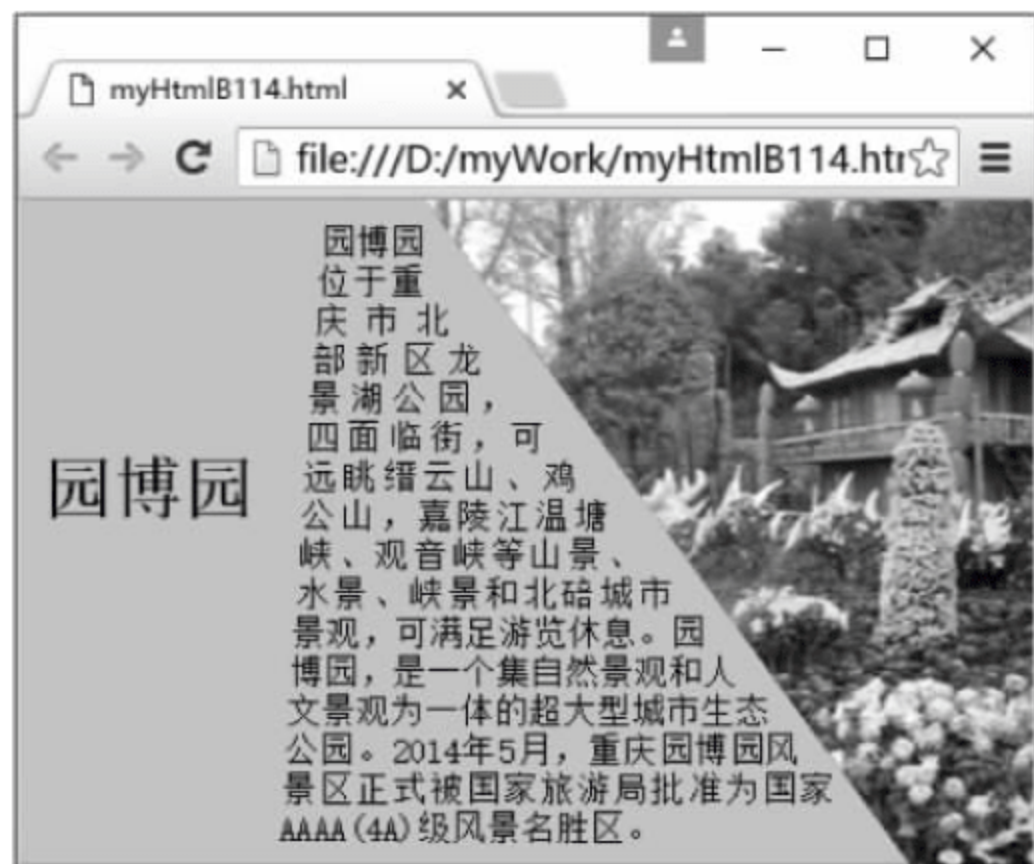 myHtmlB114.html
file:///D:/myWork/myHtmlB114.htr
园博园
园博园
位于重
庆市北
部新区龙
景湖公园，
四面临街，可
远眺缙云山、鸡
公山，嘉陵江温塘
峡、观音峡等山景、
水景、峡景和北碚城市
景观，可满足游览休息。园
博园，是一个集自然景观和人
文景观为一体的超大型城市生态
公园。2014年5月，重庆园博园风
景区正式被国家旅游局批准为国家
AAAA(4A)级风景名胜区。